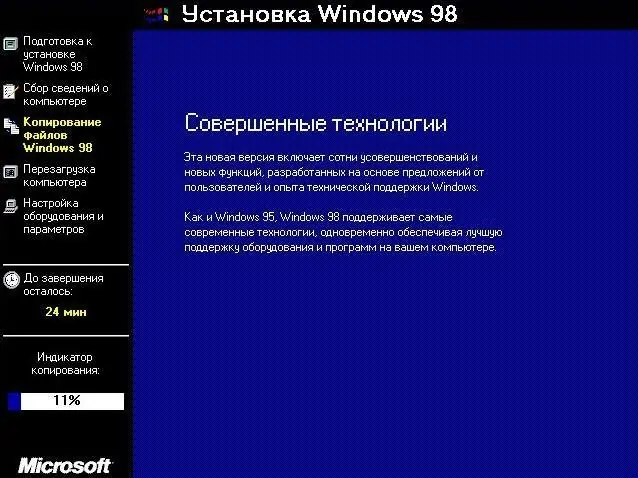 Установка Windows 98
Подготовка к
установке
Windows 98
Сбор сведений о
компьютере
Копирование
файлов
Windows 98
Перезагрузка
компьютера
Настройка
оборудования и
параметров
До завершения
осталось:
24 мин
Индикатор
копирования:
11%
Microsoft
Совершенные технологии
Эта новая версия включает сотни усовершенствований и
новых функций, разработанных на основе предложений от
пользователей и опыта технической поддержки Windows.
Как и Windows 95, Windows 98 поддерживает самые
современные технологии, одновременно обеспечивая лучшую
поддержку оборудования и программ на вашем компьютере.